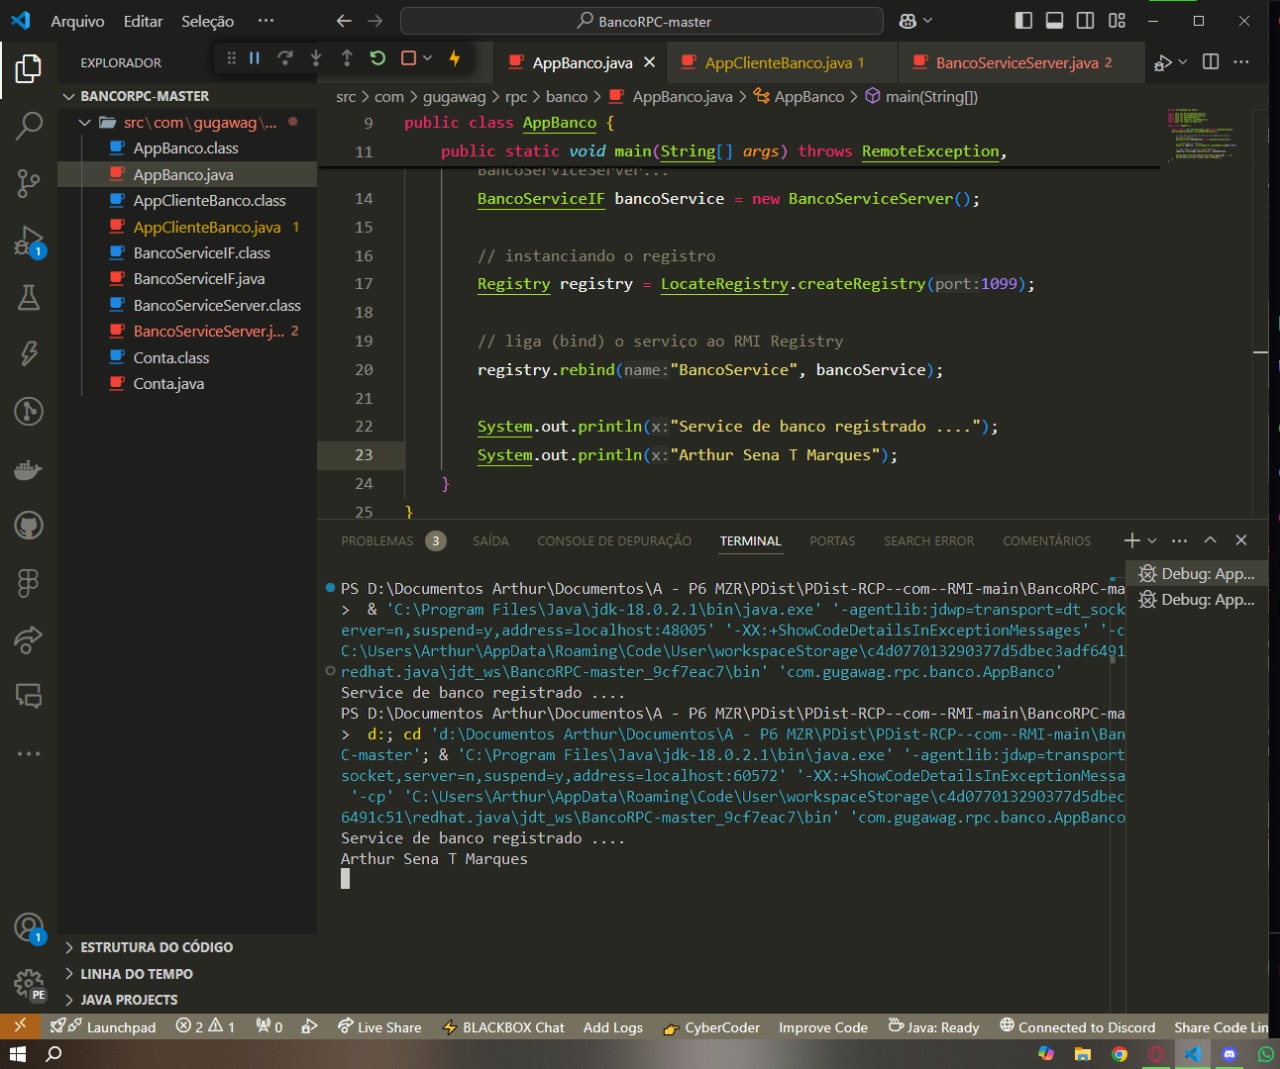 Arquivo Editar Seleção ··· BancoRPC-master
EXPLORADOR
AppBanco.java
AppClienteBanco.java 1
BancoServiceServer.java 2
BANCORPC-MASTER
src\com\gugawag\...
AppBanco.class
AppBanco.java
AppClienteBanco.class
AppClienteBanco.java 1
BancoServiceIF.class
BancoServiceIF.java
BancoServiceServer.class
BancoServiceServer.j... 2
Conta.class
Conta.java
1
src > com > gugawag > rpc > banco > AppBanco.java > AppBanco > main(String[])
9 public class AppBanco {
11 public static void main(String[] args) throws RemoteException,
BancoServiceServer...
14 BancoServiceIF bancoService = new BancoServiceServer();
15
16 // instanciando o registro
17 Registry registry = LocateRegistry.createRegistry(port:1099);
18
19 // liga (bind) o serviço ao RMI Registry
20 registry.rebind(name:"BancoService", bancoService);
21
22 System.out.println(x:"Service de banco registrado ....");
23 System.out.println(x:"Arthur Sena T Marques");
24 }
25 }
PROBLEMAS 3 SAÍDA CONSOLE DE DEPURAÇÃO TERMINAL PORTAS SEARCH ERROR COMENTÁRIOS
Debug: App...
Debug: App...
PS D:\Documentos Arthur\Documentos\A - P6 MZR\PDist\PDist-RCP--com--RMI-main\BancoRPC-ma
> & 'C:\Program Files\Java\jdk-18.0.2.1\bin\java.exe' '-agentlib:jdwp=transport=dt_sock
erver=n,suspend=y,address=localhost:48005' '-XX:+ShowCodeDetailsInExceptionMessages' '-c
C:\Users\Arthur\AppData\Roaming\Code\User\workspaceStorage\c4d077013290377d5dbec3adf6491
redhat.java\jdt_ws\BancoRPC-master_9cf7eac7\bin' 'com.gugawag.rpc.banco.AppBanco'
Service de banco registrado ....
PS D:\Documentos Arthur\Documentos\A - P6 MZR\PDist\PDist-RCP--com--RMI-main\BancoRPC-ma
> d:; cd 'd:\Documentos Arthur\Documentos\A - P6 MZR\PDist\PDist-RCP--com--RMI-main\Ban
C-master'; & 'C:\Program Files\Java\jdk-18.0.2.1\bin\java.exe' '-agentlib:jdwp=transport
socket,server=n,suspend=y,address=localhost:60572' '-XX:+ShowCodeDetailsInExceptionMessa
'-cp' 'C:\Users\Arthur\AppData\Roaming\Code\User\workspaceStorage\c4d077013290377d5dbec
6491c51\redhat.java\jdt_ws\BancoRPC-master_9cf7eac7\bin' 'com.gugawag.rpc.banco.AppBanco
Service de banco registrado ....
Arthur Sena T Marques
1
PE
ESTRUTURA DO CÓDIGO
LINHA DO TEMPO
JAVA PROJECTS
Launchpad 2 1 0 Live Share BLACKBOX Chat Add Logs CyberCoder Improve Code Java: Ready Connected to Discord Share Code Lin